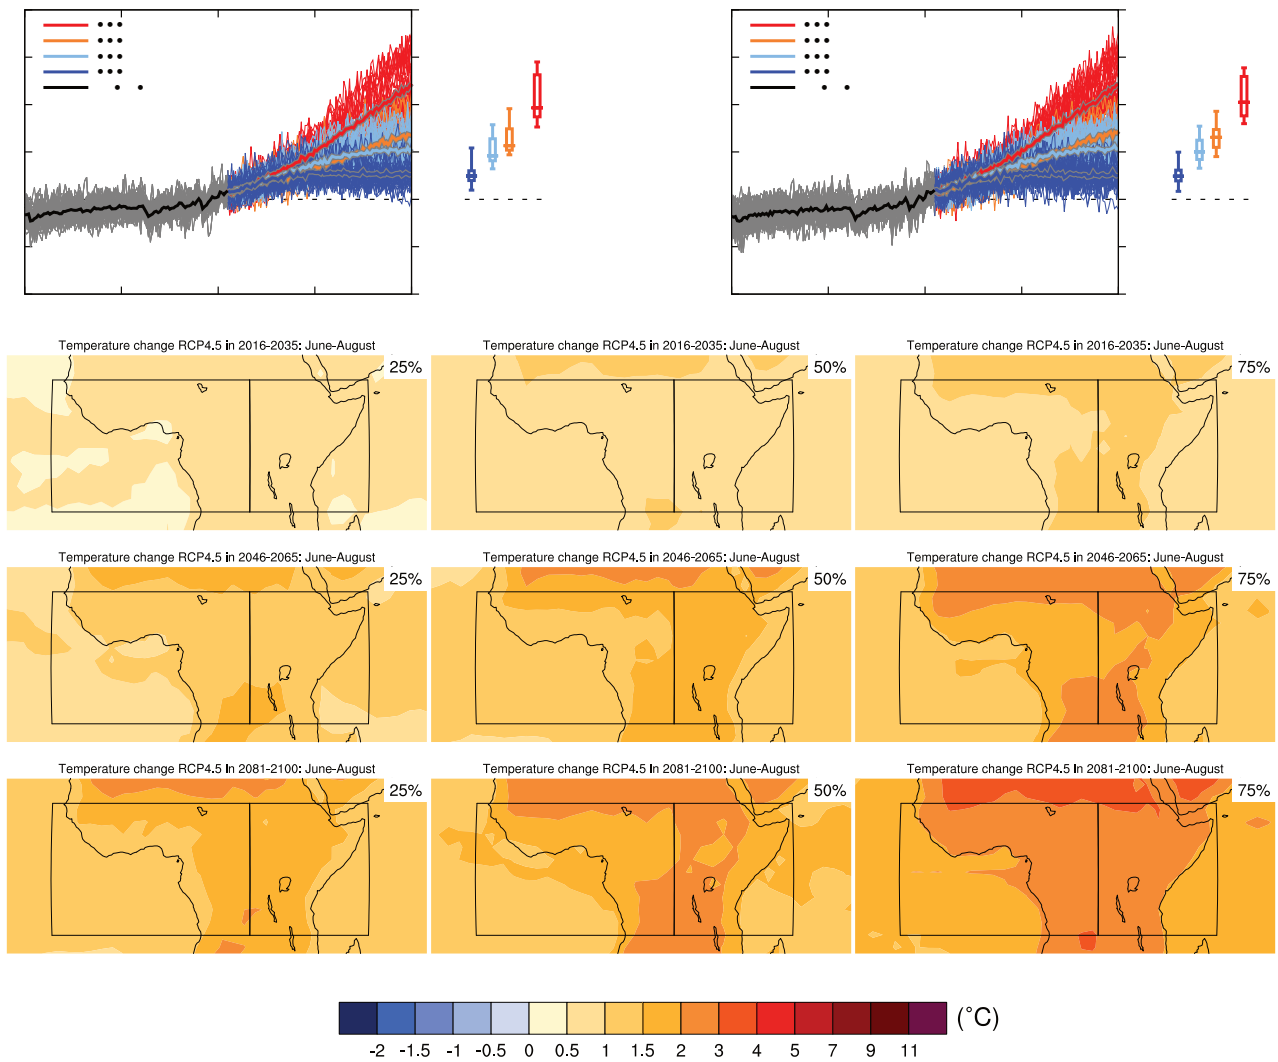 Temperature change RCP4.5 in 2016-2035: June-August
25%
Temperature change RCP4.5 in 2016-2035: June-August
50%
Temperature change RCP4.5 in 2016-2035: June-August
75%
Temperature change RCP4.5 in 2046-2065: June-August
25%
Temperature change RCP4.5 in 2046-2065: June-August
50%
Temperature change RCP4.5 in 2046-2065: June-August
75%
Temperature change RCP4.5 in 2081-2100: June-August
25%
Temperature change RCP4.5 in 2081-2100: June-August
50%
Temperature change RCP4.5 in 2081-2100: June-August
75%
(°C)
-2 -1.5 -1 -0.5 0 0.5 1 1.5 2 3 4 5 7 9 11